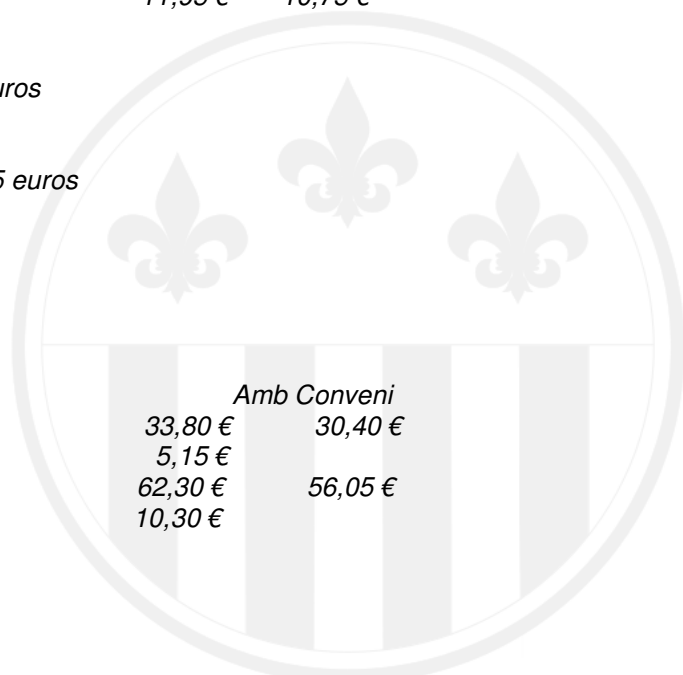 uros
5 euros
Amb Conveni
33,80 € 30,40 €
5,15 €
62,30 € 56,05 €
10,30 €